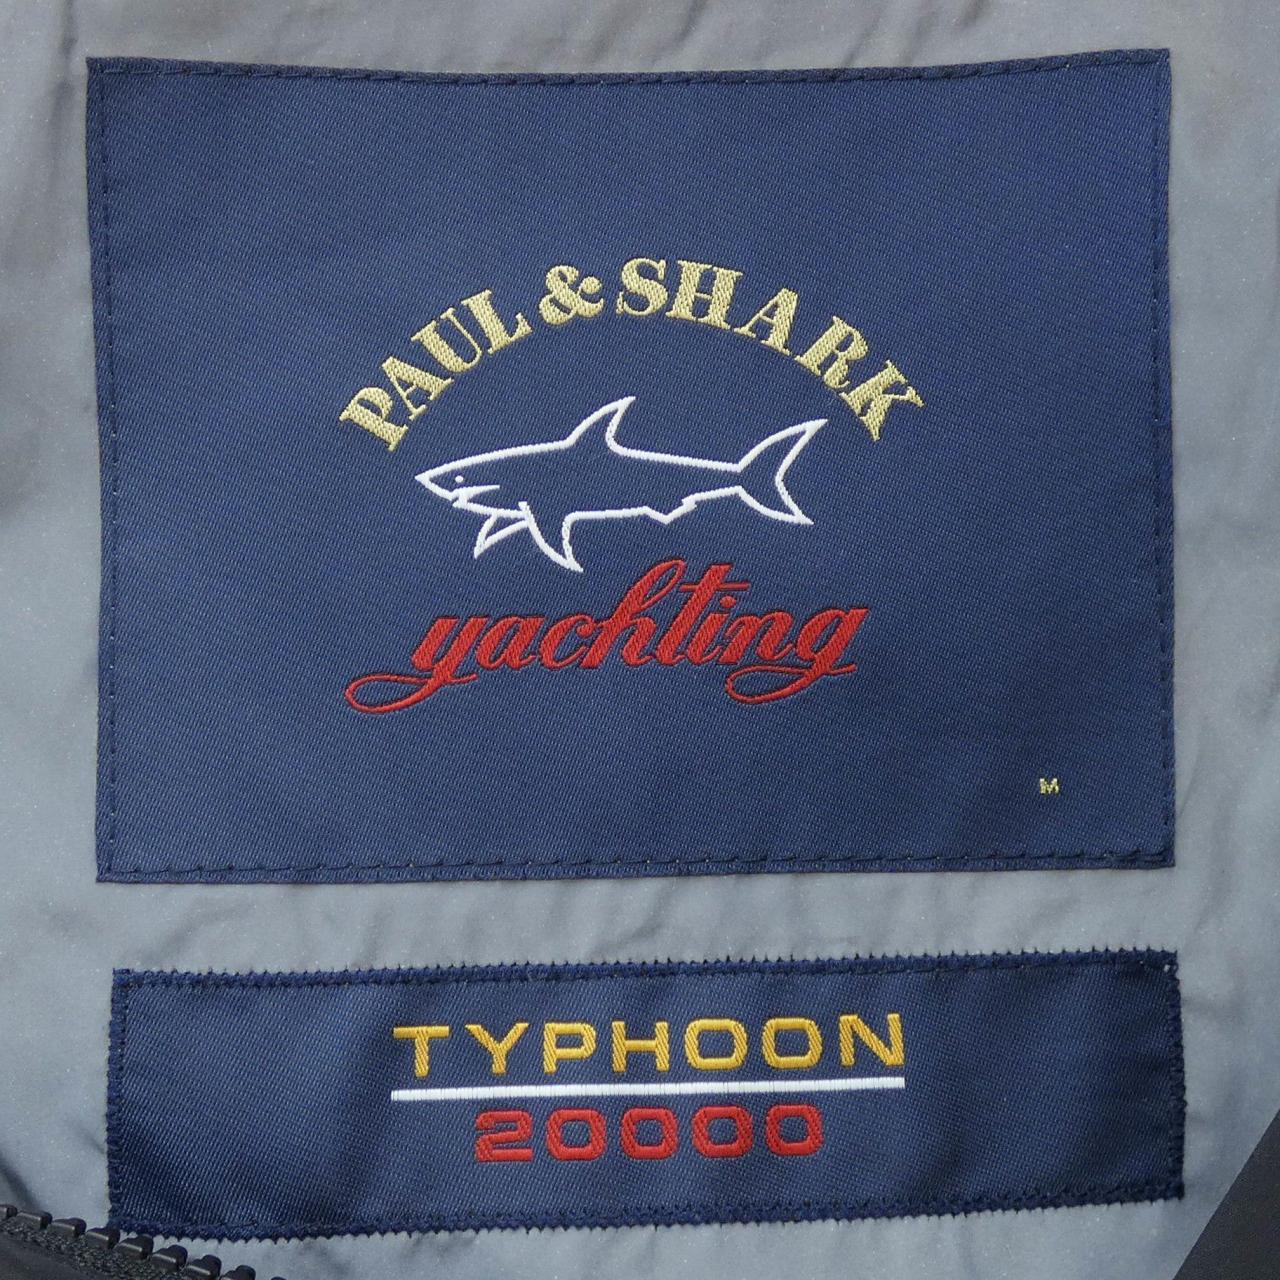 PAUL & SHARK
yachting
M
TYPHOON
20000